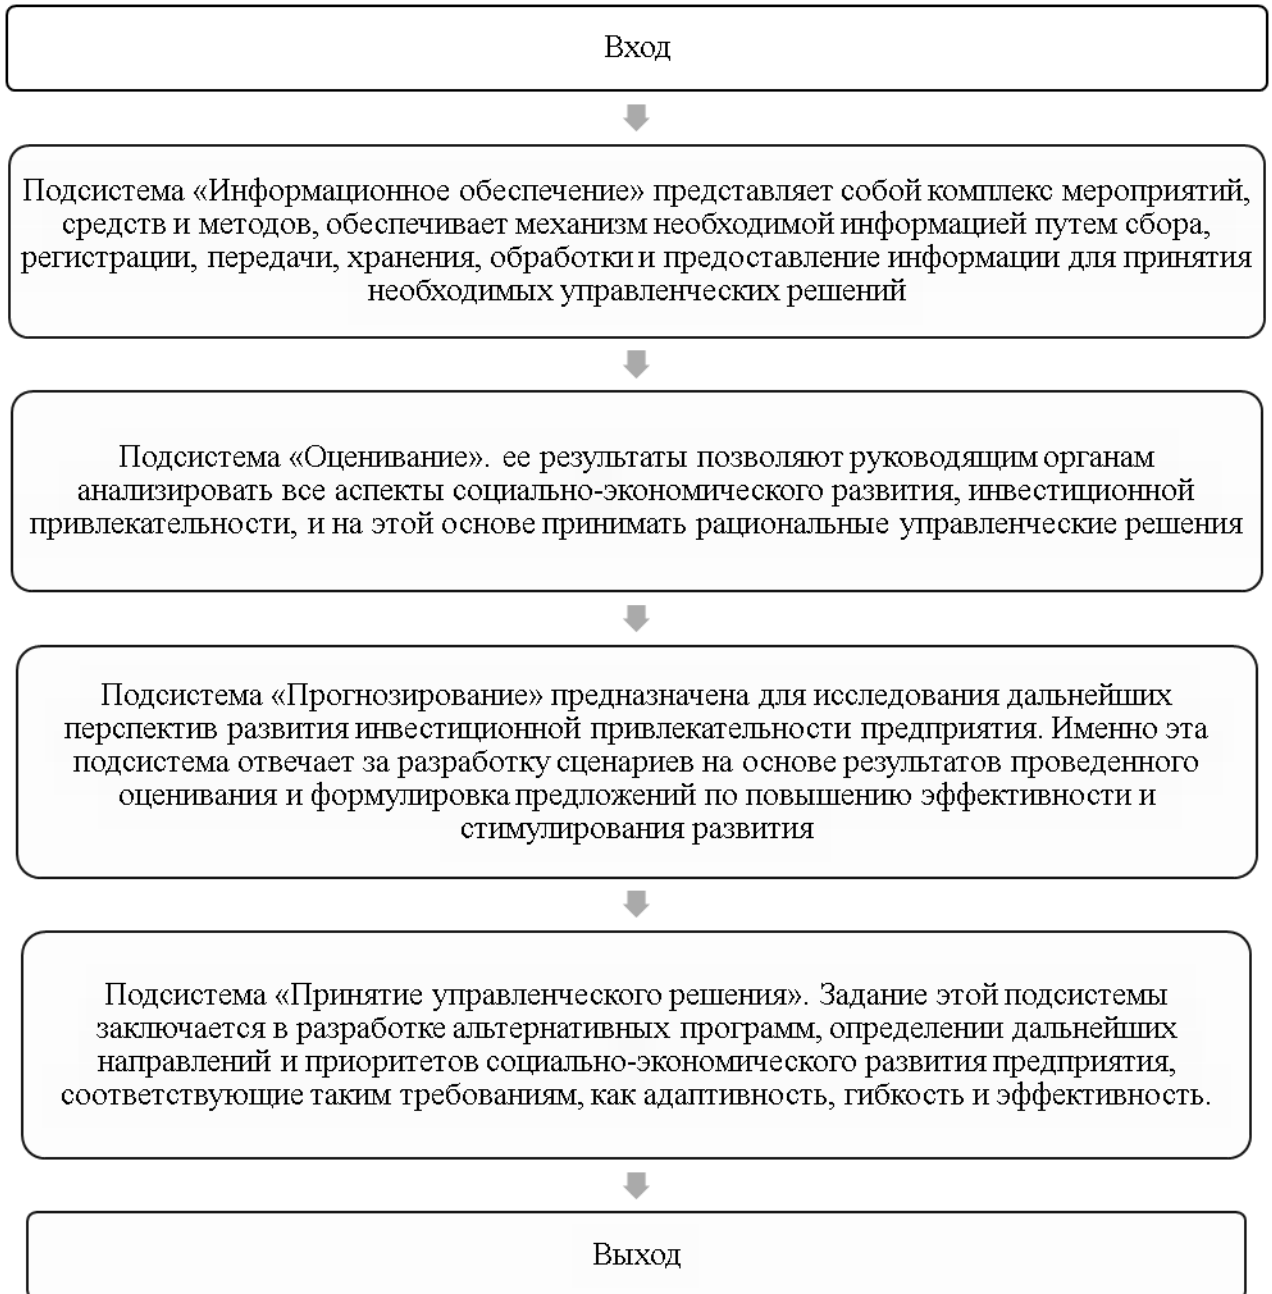 Вход
Подсистема «Информационное обеспечение» представляет собой комплекс мероприятий,
средств и методов, обеспечивает механизм необходимой информацией путем сбора,
регистрации, передачи, хранения, обработки и предоставление информации для принятия
необходимых управленческих решений
Подсистема «Оценивание». ее результаты позволяют руководящим органам
анализировать все аспекты социально-экономического развития, инвестиционной
привлекательности, и на этой основе принимать рациональные управленческие решения
Подсистема «Прогнозирование» предназначена для исследования дальнейших
перспектив развития инвестиционной привлекательности предприятия. Именно эта
подсистема отвечает за разработку сценариев на основе результатов проведенного
оценивания и формулировка предложений по повышению эффективности и
стимулирования развития
Подсистема «Принятие управленческого решения». Задание этой подсистемы
заключается в разработке альтернативных программ, определении дальнейших
направлений и приоритетов социально-экономического развития предприятия,
соответствующие таким требованиям, как адаптивность, гибкость и эффективность.
Выход